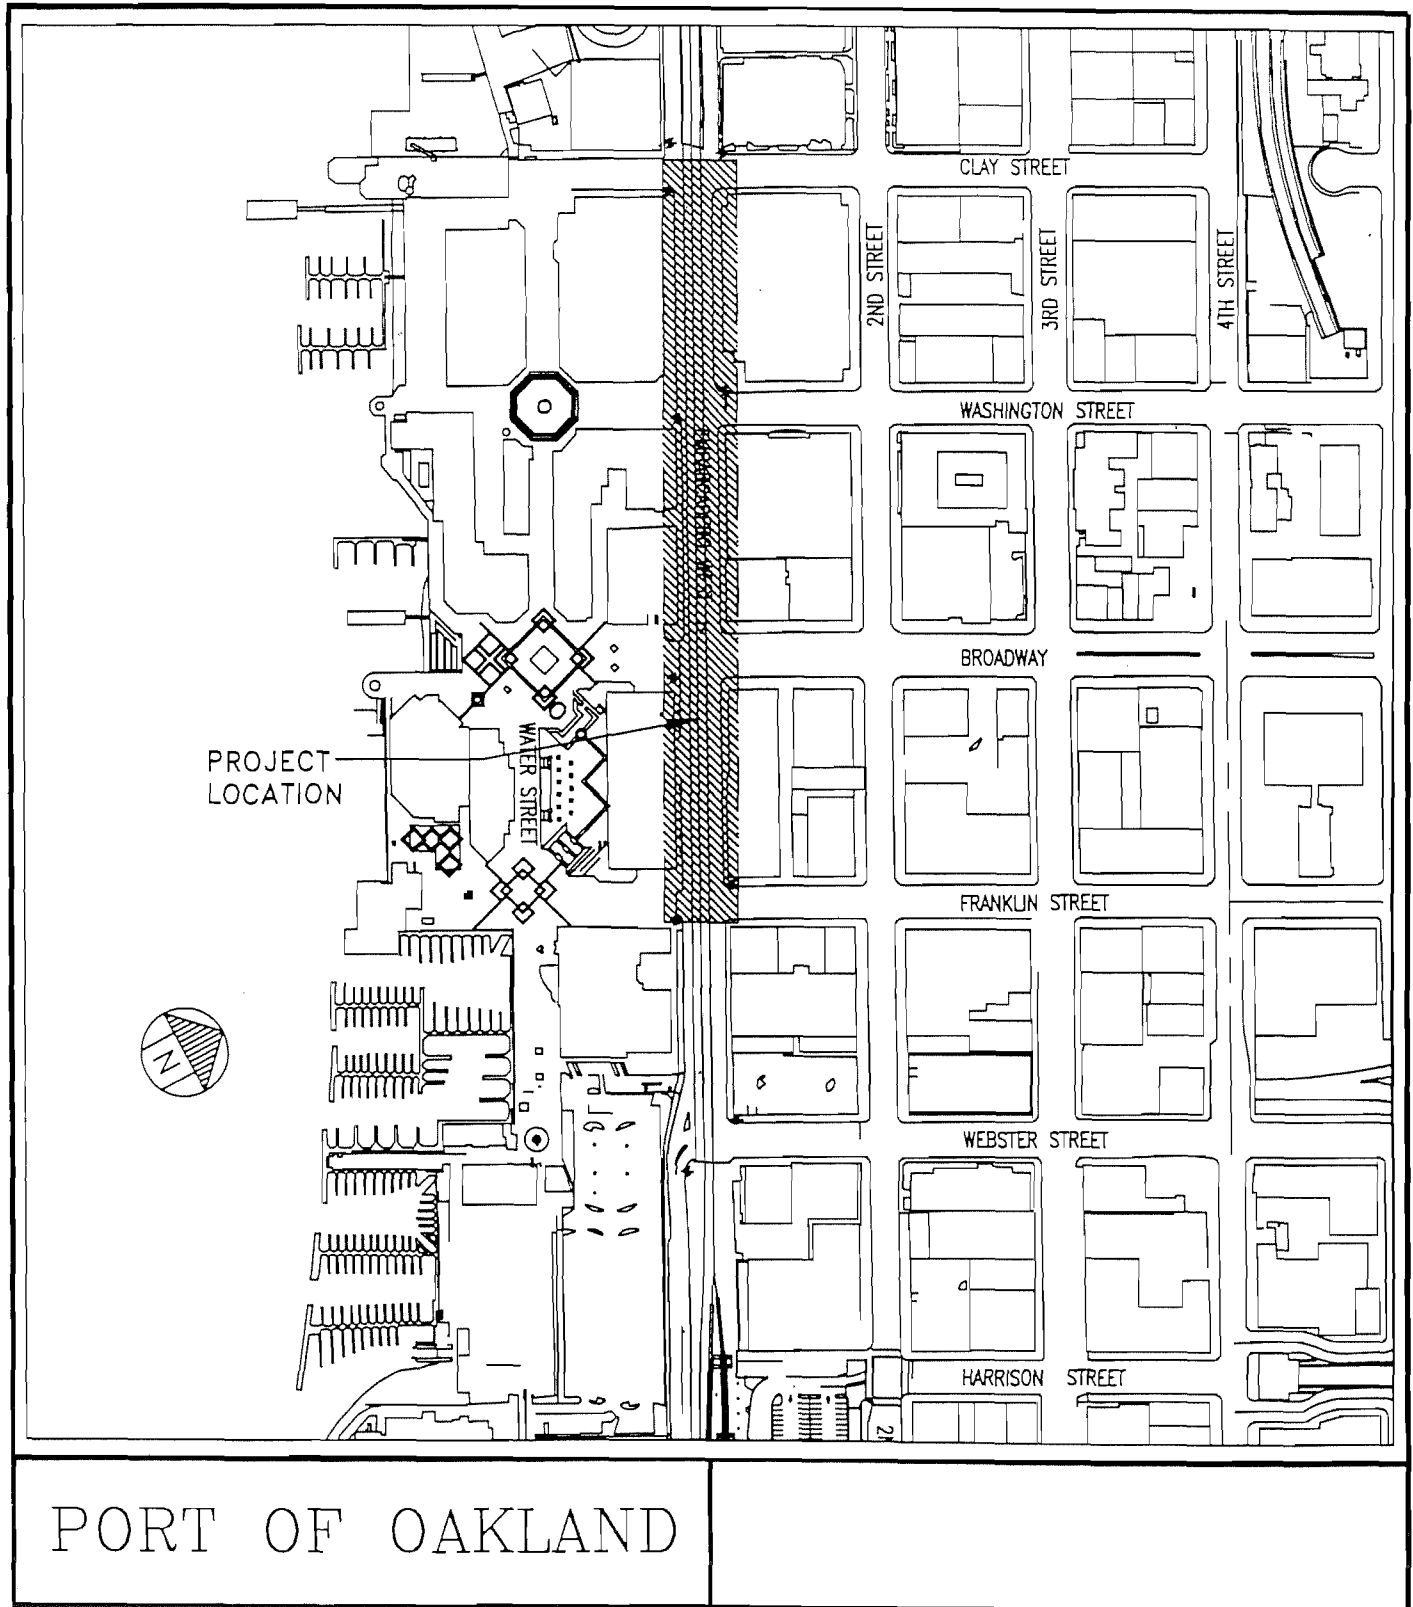 CLAY STREET
2ND STREET
3RD STREET
4TH STREET
WASHINGTON STREET
BROADWAY
WATER STREET
PROJECT
LOCATION
FRANKLIN STREET
N
WEBSTER STREET
HARRISON STREET
PORT OF OAKLAND